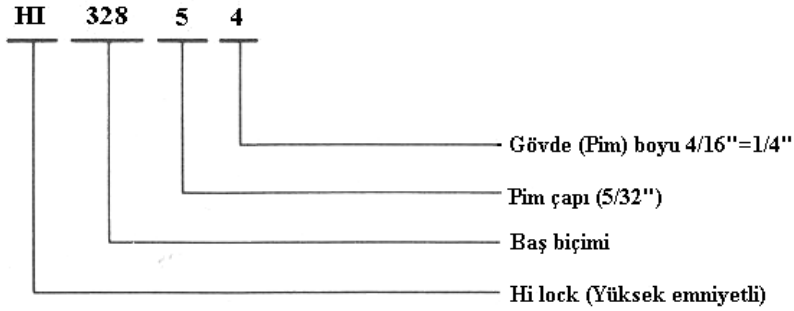 HI 328 5 4
Gövde (Pim) boyu 4/16"=1/4"
Pim çapı (5/32")
Baş biçimi
Hi lock (Yüksek emniyetli)